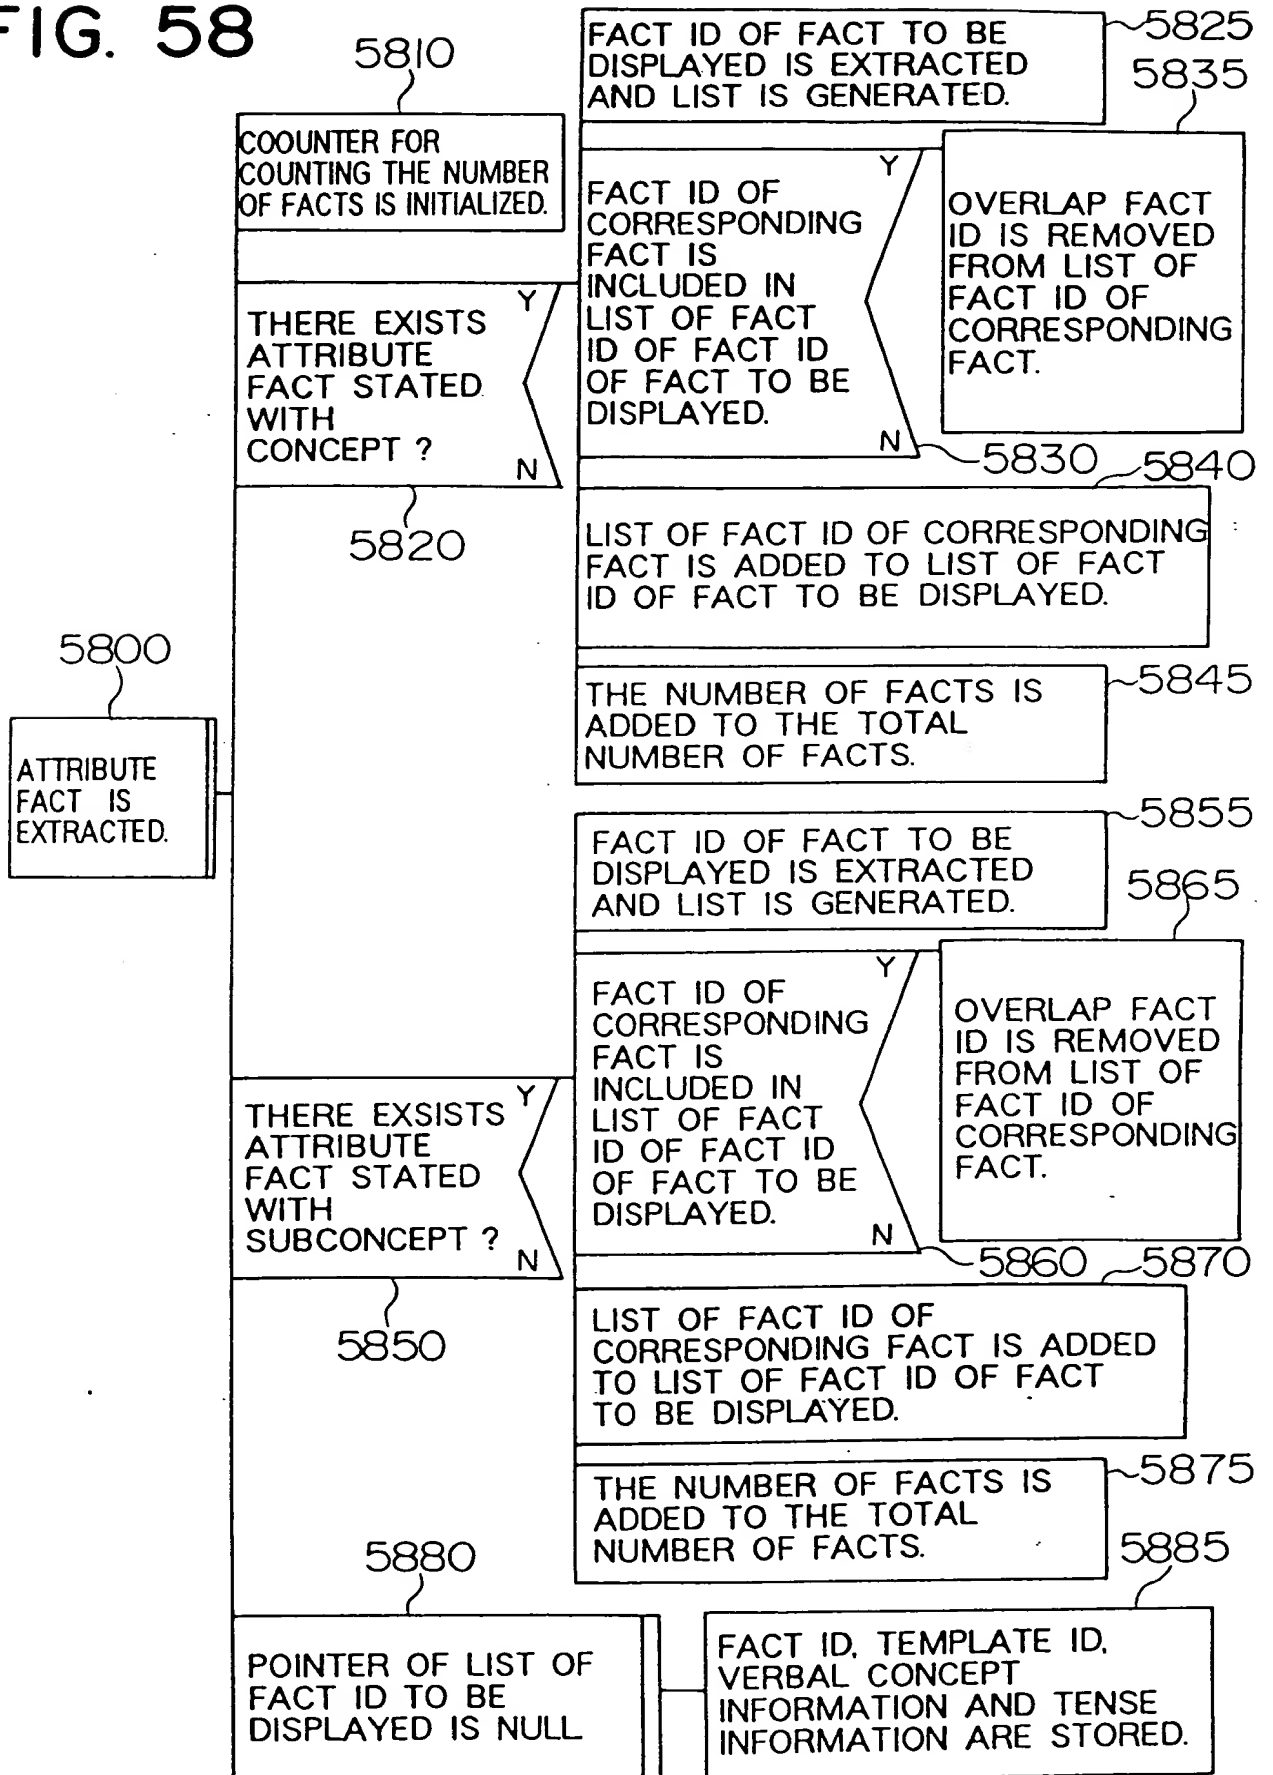 FIG. 58
5810
COOUNTER FOR
COUNTING THE NUMBER
OF FACTS IS INITIALIZED.
Y
THERE EXISTS
ATTRIBUTE
FACT STATED
WITH
CONCEPT ?
N
5820
5825
FACT ID OF FACT TO BE
DISPLAYED IS EXTRACTED
AND LIST IS GENERATED.
Y
FACT ID OF
CORRESPONDING
FACT IS
INCLUDED IN
LIST OF FACT
ID OF FACT ID
OF FACT TO BE
DISPLAYED.
N
5830
5835
OVERLAP FACT
ID IS REMOVED
FROM LIST OF
FACT ID OF
CORRESPONDING
FACT.
5840
LIST OF FACT ID OF CORRESPONDING
FACT IS ADDED TO LIST OF FACT
ID OF FACT TO BE DISPLAYED.
5845
THE NUMBER OF FACTS IS
ADDED TO THE TOTAL
NUMBER OF FACTS.
5800
ATTRIBUTE
FACT IS
EXTRACTED.
5855
FACT ID OF FACT TO BE
DISPLAYED IS EXTRACTED
AND LIST IS GENERATED.
Y
THERE EXSISTS
ATTRIBUTE
FACT STATED
WITH
SUBCONCEPT ?
N
5850
Y
FACT ID OF
CORRESPONDING
FACT IS
INCLUDED IN
LIST OF FACT
ID OF FACT ID
OF FACT TO BE
DISPLAYED.
N
5860
5865
OVERLAP FACT
ID IS REMOVED
FROM LIST OF
FACT ID OF
CORRESPONDING
FACT.
5870
LIST OF FACT ID OF
CORRESPONDING FACT IS ADDED
TO LIST OF FACT ID OF FACT
TO BE DISPLAYED.
5875
THE NUMBER OF FACTS IS
ADDED TO THE TOTAL
NUMBER OF FACTS.
5880
POINTER OF LIST OF
FACT ID TO BE
DISPLAYED IS NULL
5885
FACT ID, TEMPLATE ID,
VERBAL CONCEPT
INFORMATION AND TENSE
INFORMATION ARE STORED.